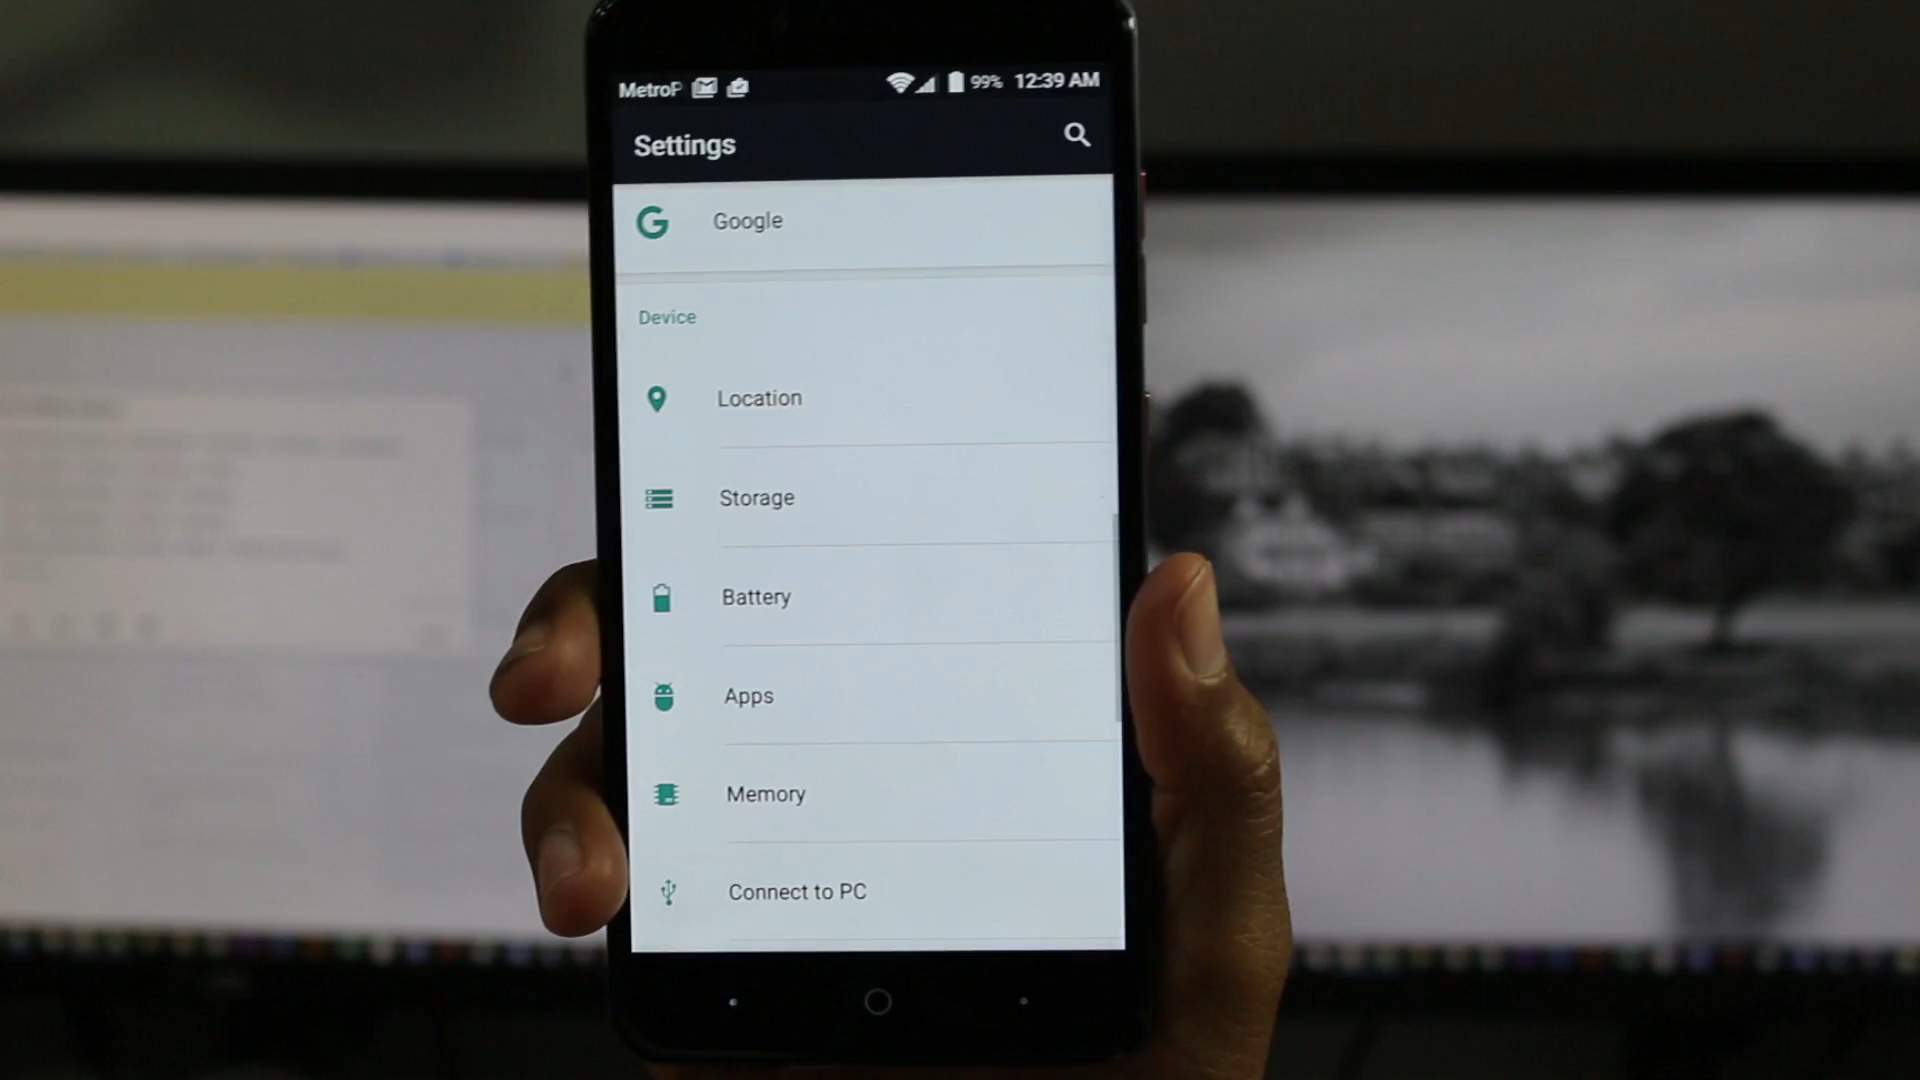 MetroP 99% 12:39 AM
Settings
Google
Device
Location
Storage
Battery
Apps
Memory
Connect to PC